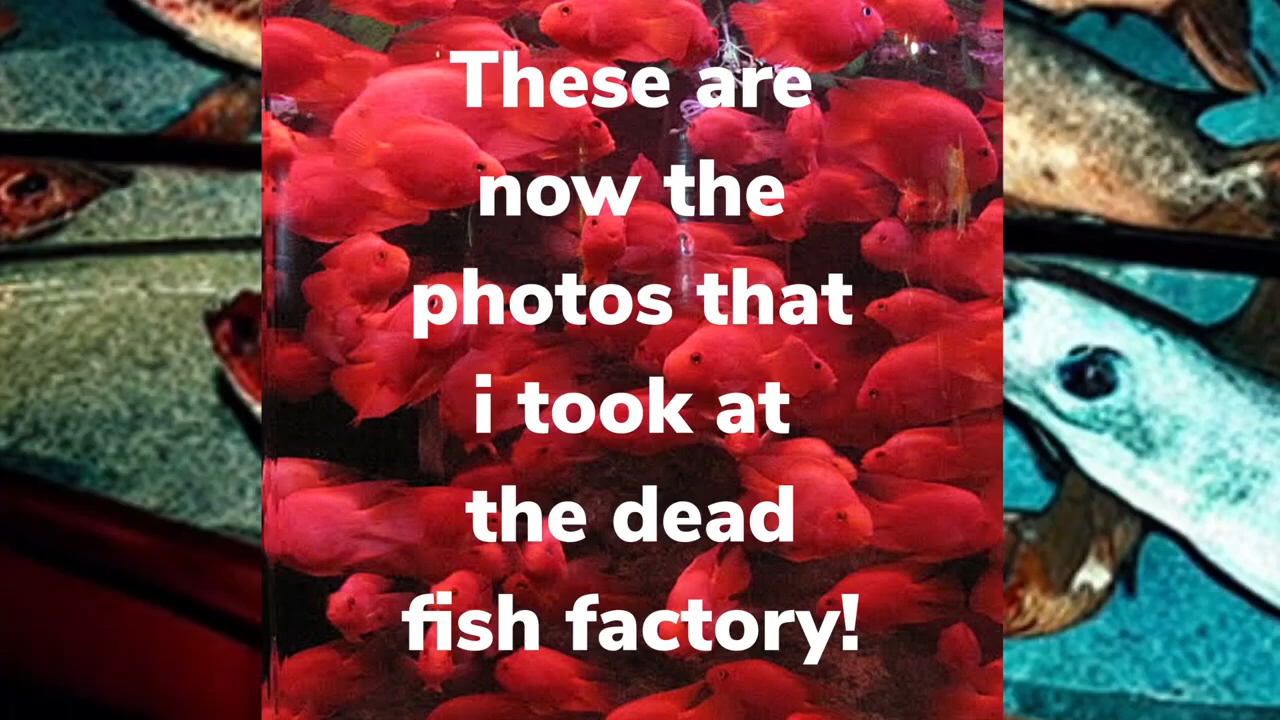 These are
now the
photos that
i took at
the dead
fish factory!